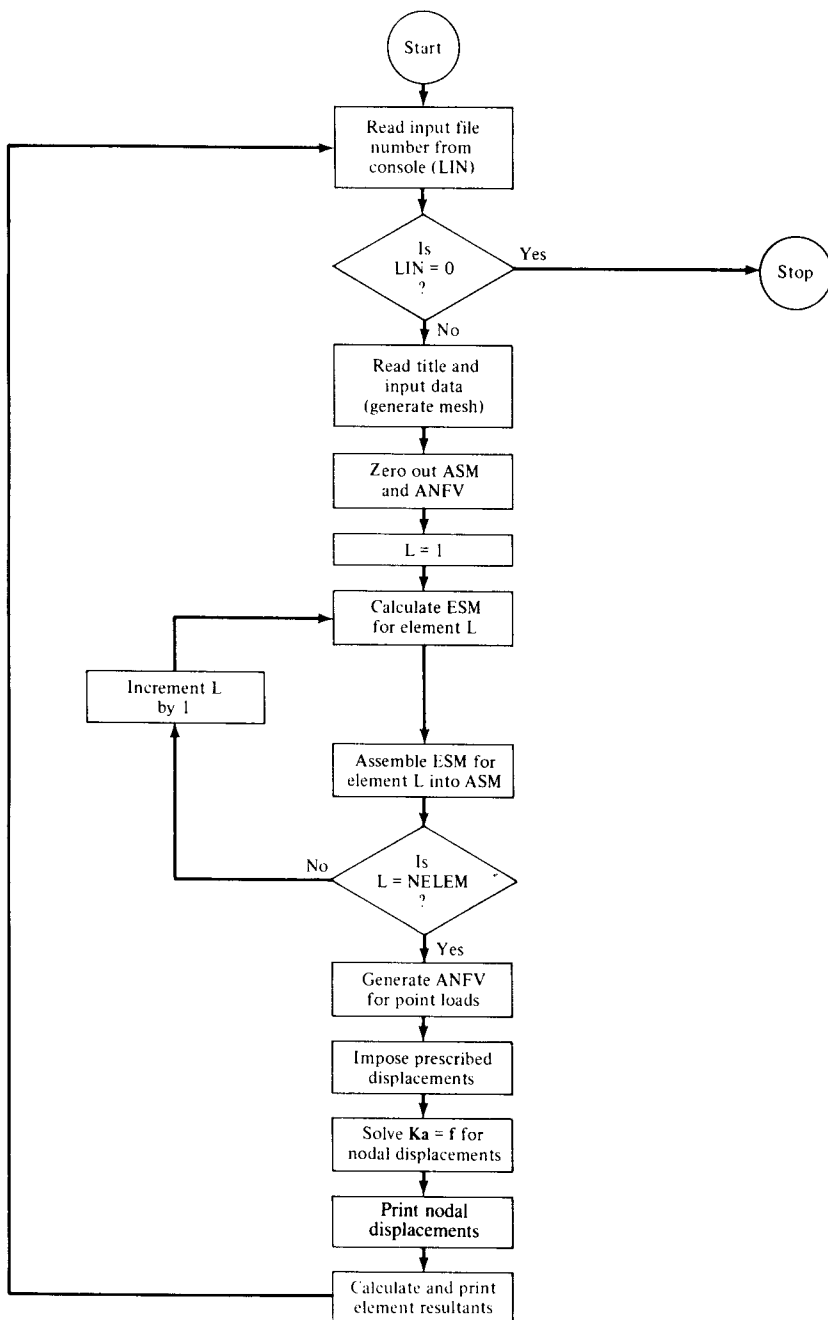 Start
Read input file
number from
console (LIN)
Is
LIN = 0
?
Yes
Stop
No
Read title and
input data
(generate mesh)
Zero out ASM
and ANFV
L = 1
Calculate ESM
for element L
Increment L
by 1
Assemble ESM for
element L into ASM
No
Is
L = NELEM
?
Yes
Generate ANFV
for point loads
Impose prescribed
displacements
Solve Ka = f for
nodal displacements
Print nodal
displacements
Calculate and print
element resultants